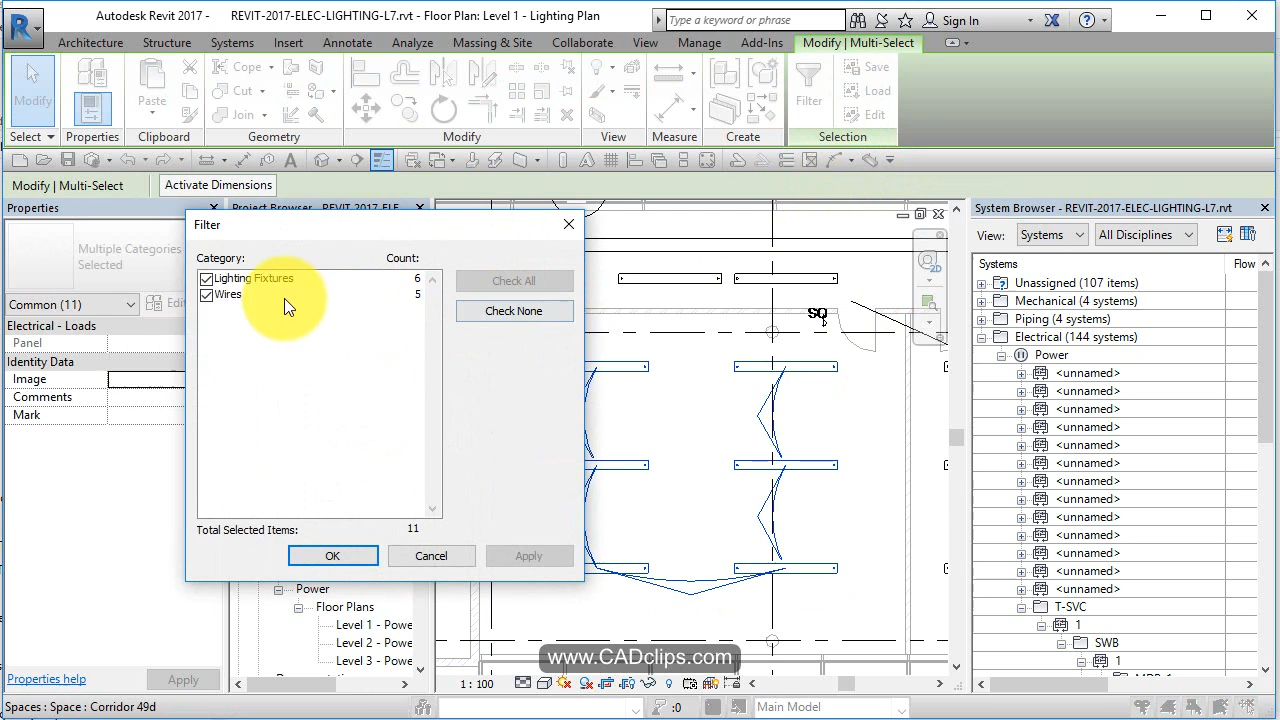 Autodesk Revit 2017 - REVIT-2017-ELEC-LIGHTING-L7.rvt - Floor Plan: Level 1 - Lighting Plan
Type a keyword or phrase
Sign In
Architecture Structure Systems Insert Annotate Analyze Massing & Site Collaborate View Manage Add-Ins Modify | Multi-Select
Modify
Paste
Cope
Cut
Join
Filter
Save
Load
Edit
Select Properties Clipboard Geometry Modify View Measure Create Selection
Modify | Multi-Select Activate Dimensions
Properties
Multiple Categories
Selected
Common (11)
Electrical - Loads
Panel
Identity Data
Image
Comments
Mark
Properties help
Apply
Project Browser - REVIT-2017-ELE
Filter
Category: Count:
Lighting Fixtures 6
Wires 5
Check All
Check None
Total Selected Items: 11
OK Cancel Apply
Power
Floor Plans
Level 1 - Powe
Level 2 - Powe
Level 3 - Powe
SQ
2D
System Browser - REVIT-2017-ELEC-LIGHTING-L7.rvt
View: Systems All Disciplines
Systems Flow
Unassigned (107 items)
Mechanical (4 systems)
Piping (4 systems)
Electrical (144 systems)
Power
<unnamed>
<unnamed>
<unnamed>
<unnamed>
<unnamed>
<unnamed>
<unnamed>
<unnamed>
<unnamed>
<unnamed>
<unnamed>
<unnamed>
<unnamed>
T-SVC
1
SWB
1
www.CADclips.com
1 : 100
Spaces : Space : Corridor 49d
:0
Main Model